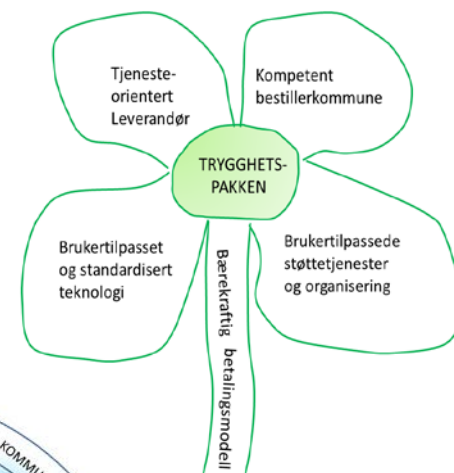 Tjeneste-
orientert
Leverandør
Kompetent
bestillerkommune
TRYGGHETS-
PAKKEN
Brukertilpasset
og standardisert
teknologi
Brukertilpassede
støttetjenester
og organisering
Bærekraftig betalingsmodell